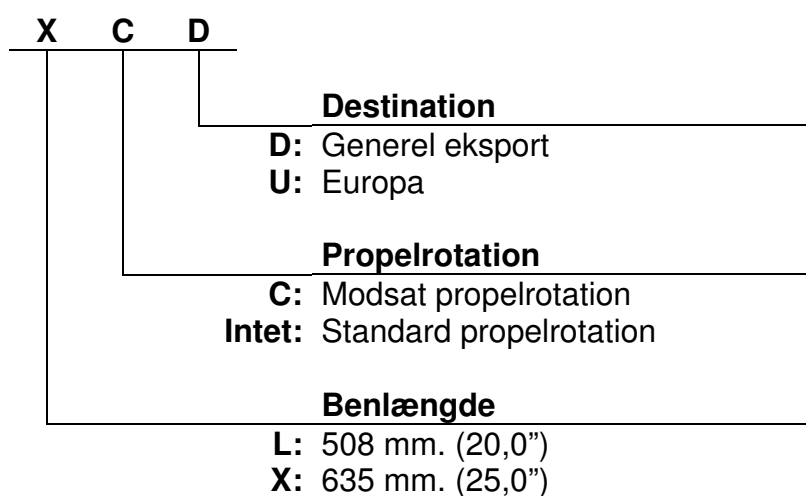 X C D
Destination
D: Generel eksport
U: Europa
Propelrotation
C: Modsat propelrotation
Intet: Standard propelrotation
Benlængde
L: 508 mm. (20,0”)
X: 635 mm. (25,0”)